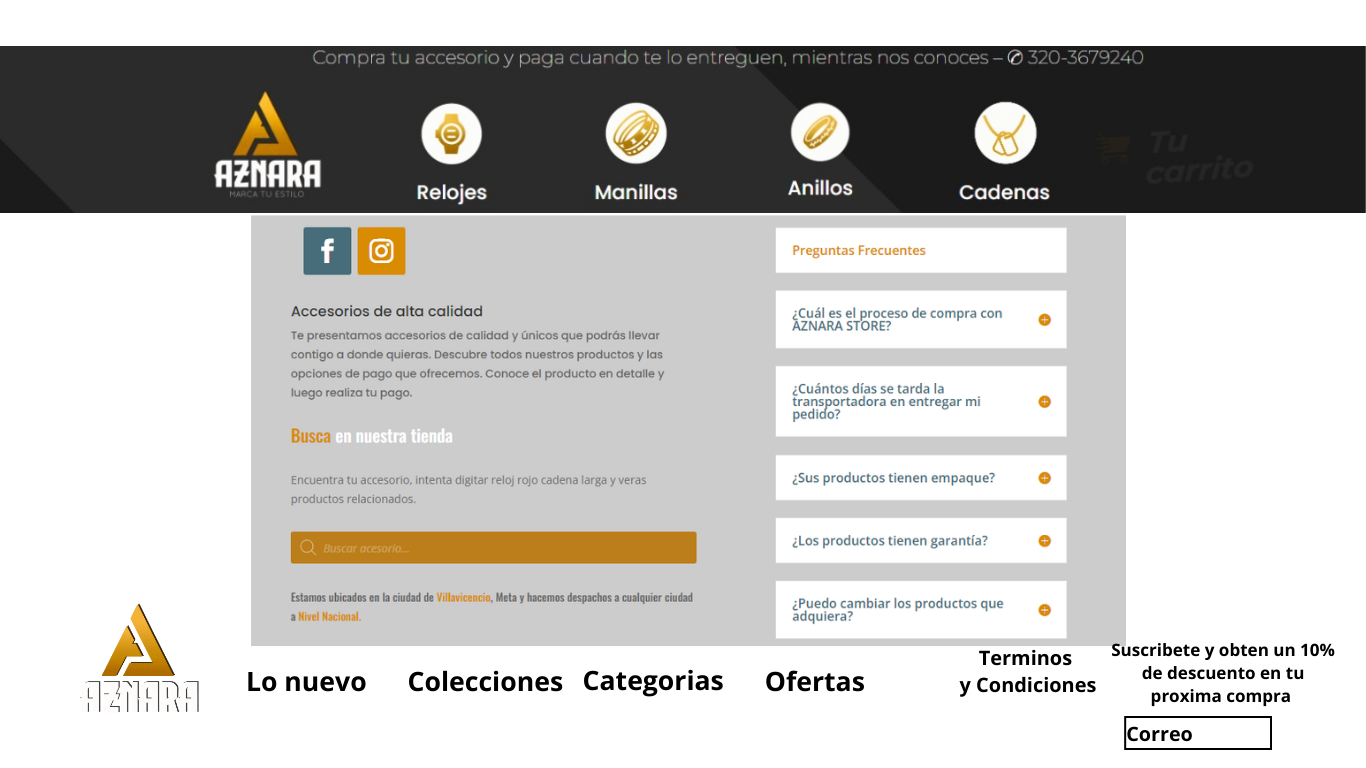 Compra tu accesorio y paga cuando te lo entreguen, mientras nos conoces – ✆ 320-3679240
AZNARA
MARCA TU ESTILO
Relojes
Manillas
Anillos
Cadenas
Tu
carrito
Accesorios de alta calidad
Te presentamos accesorios de calidad y únicos que podrás llevar
contigo a donde quieras. Descubre todos nuestros productos y las
opciones de pago que ofrecemos. Conoce el producto en detalle y
luego realiza tu pago.
Busca en nuestra tienda
Encuentra tu accesorio, intenta digitar reloj rojo cadena larga y veras
productos relacionados.
Buscar acesorio...
Estamos ubicados en la ciudad de Villavicencio, Meta y hacemos despachos a cualquier ciudad
a Nivel Nacional.
Preguntas Frecuentes
¿Cuál es el proceso de compra con
AZNARA STORE?
¿Cuántos días se tarda la
transportadora en entregar mi
pedido?
¿Sus productos tienen empaque?
¿Los productos tienen garantía?
¿Puedo cambiar los productos que
adquiera?
AZNARA
Lo nuevo
Colecciones
Categorias
Ofertas
Terminos
y Condiciones
Suscribete y obten un 10%
de descuento en tu
proxima compra
Correo